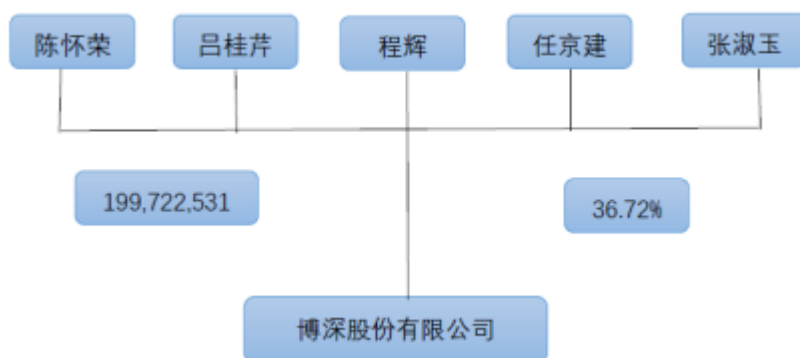 陈怀荣
吕桂芹
程辉
任京建
张淑玉
199,722,531
36.72%
博深股份有限公司